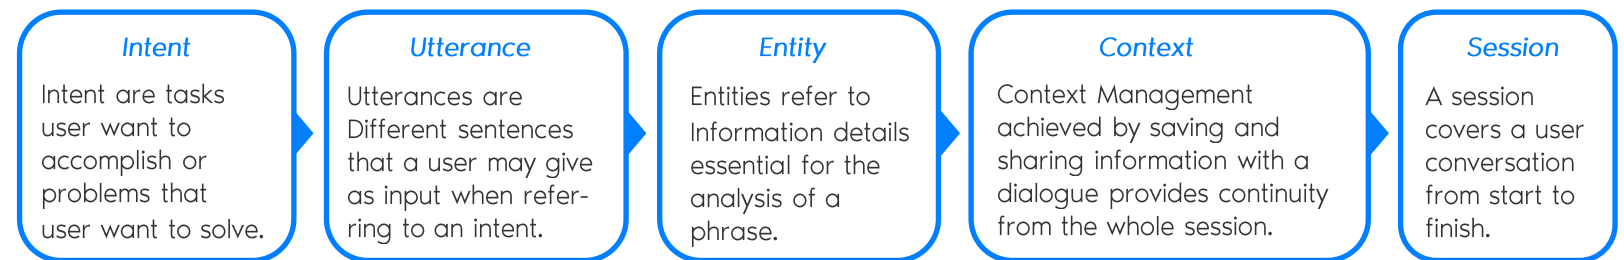 Intent
Intent are tasks
user want to
accomplish or
problems that
user want to solve.
Utterance
Utterances are
Different sentences
that a user may give
as input when refer-
ring to an intent.
Entity
Entities refer to
Information details
essential for the
analysis of a
phrase.
Context
Context Management
achieved by saving and
sharing information with a
dialogue provides continuity
from the whole session.
Session
A session
covers a user
conversation
from start to
finish.